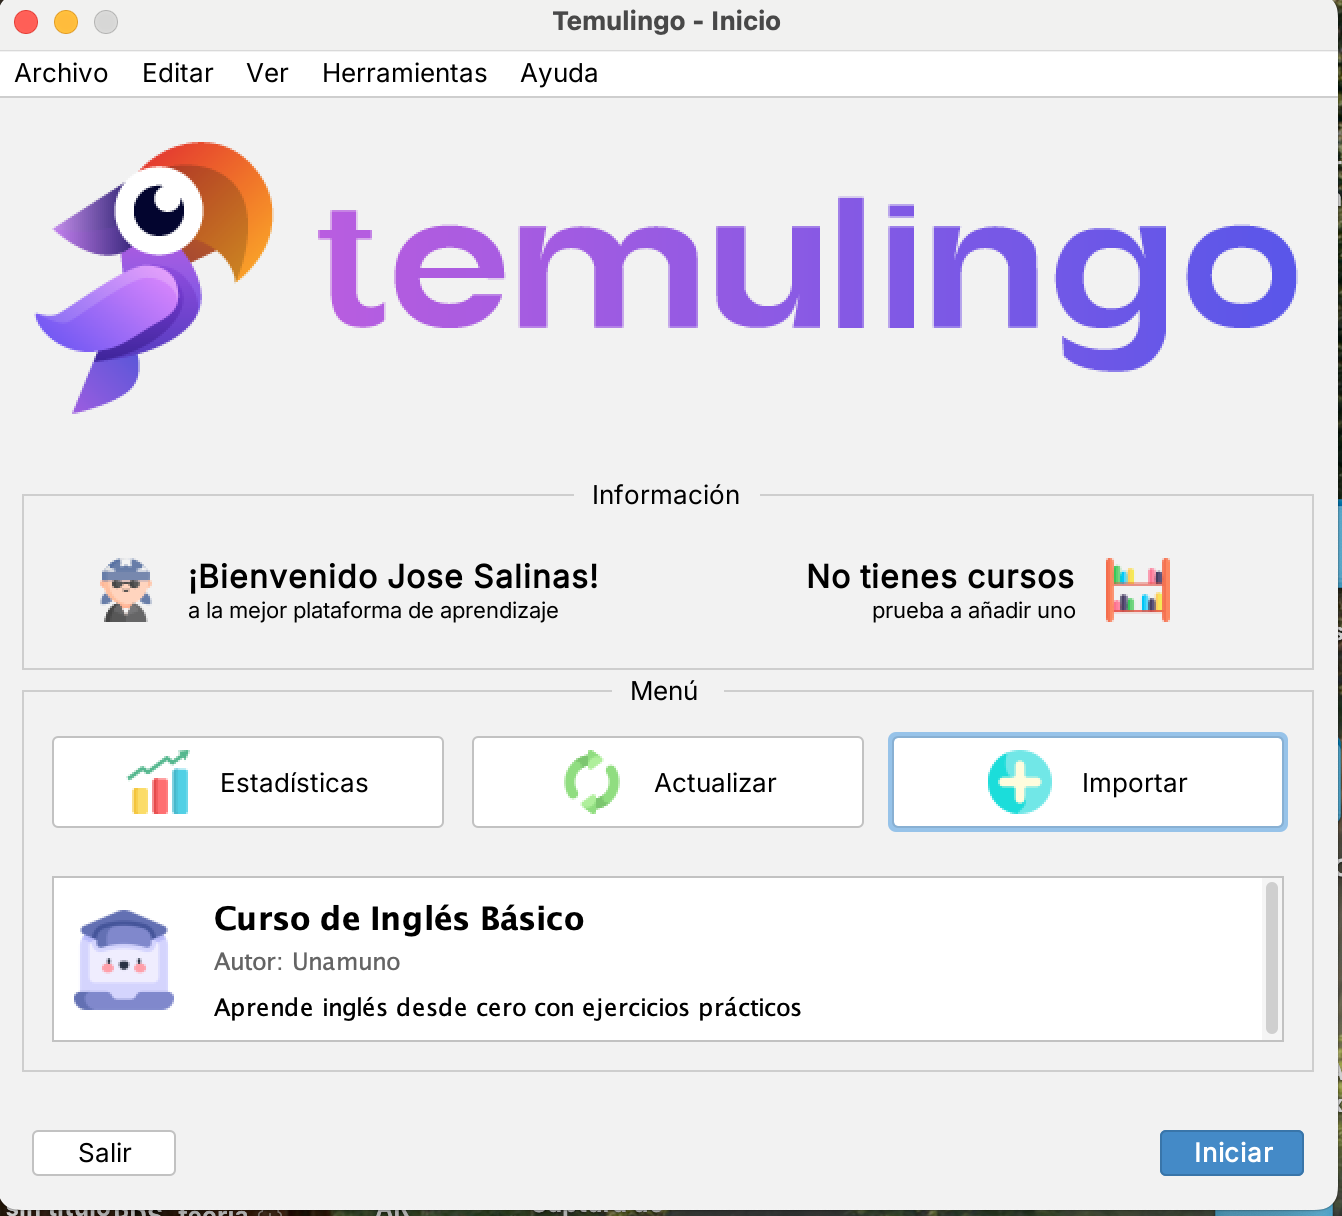 Temulingo - Inicio
Archivo Editar Ver Herramientas Ayuda
temulingo
Información
¡Bienvenido Jose Salinas!
a la mejor plataforma de aprendizaje
No tienes cursos
prueba a añadir uno
Menú
Estadísticas
Actualizar
Importar
Curso de Inglés Básico
Autor: Unamuno
Aprende inglés desde cero con ejercicios prácticos
Salir
Iniciar